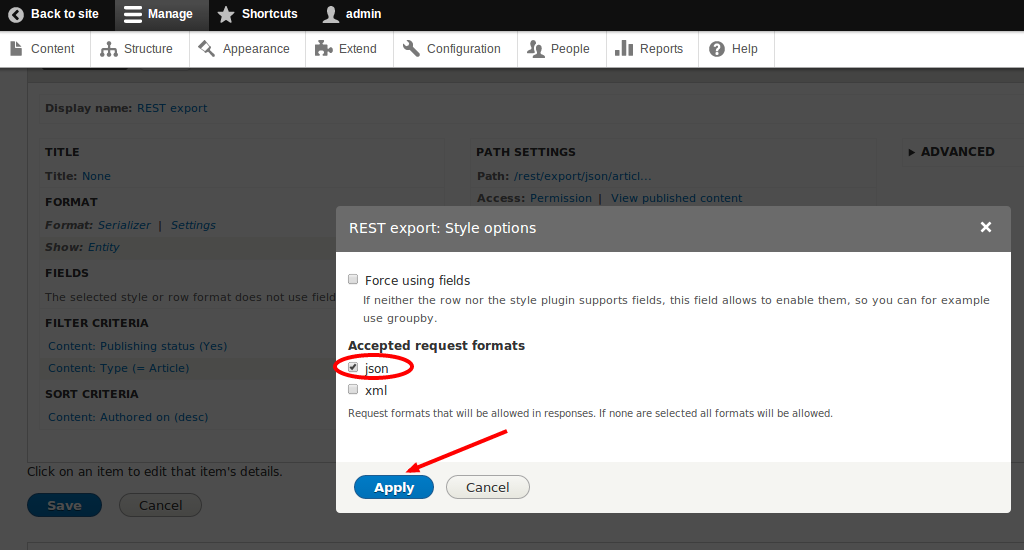 Back to site Manage Shortcuts admin
Content Structure Appearance Extend Configuration People Reports Help
Display name: REST export
TITLE
Title: None
FORMAT
Format: Serializer | Settings
Show: Entity
FIELDS
The selected style or row format does not use field
FILTER CRITERIA
Content: Publishing status (Yes)
Content: Type (= Article)
SORT CRITERIA
Content: Authored on (desc)
PATH SETTINGS
Path: /rest/export/json/articl...
Access: Permission | View published content
ADVANCED
REST export: Style options
Force using fields
If neither the row nor the style plugin supports fields, this field allows to enable them, so you can for example
use groupby.
Accepted request formats
json
xml
Request formats that will be allowed in responses. If none are selected all formats will be allowed.
Apply Cancel
Click on an item to edit that item's details.
Save Cancel